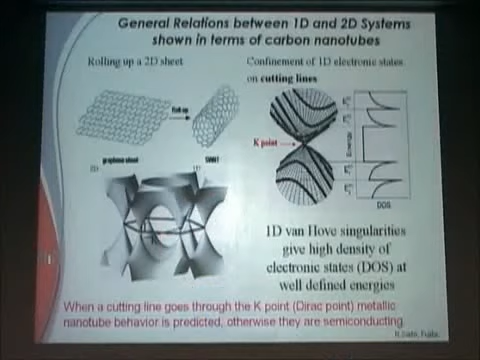 General Relations between 1D and 2D Systems
shown in terms of carbon nanotubes
Rolling up a 2D sheet
Confinement of 1D electronic states
on cutting lines
Roll-up
graphene sheet
SWNT
K point
DOS
1D van Hove singularities
give high density of
electronic states (DOS) at
well defined energies
When a cutting line goes through the K point (Dirac point) metallic
nanotube behavior is predicted, otherwise they are semiconducting